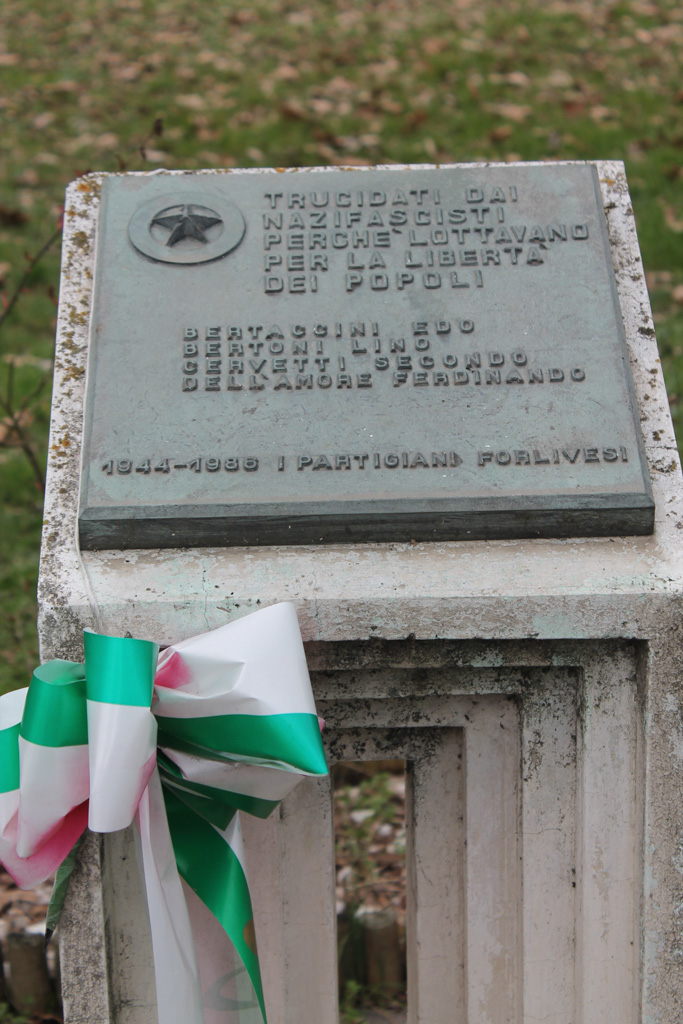 TRUCIDATI DAI
NAZIFASCISTI
PERCHE` LOTTAVANO
PER LA LIBERTA`
DEI POPOLI
BERTACCINI EDO
BERTONI LINO
CERVETTI SECONDO
DELL'AMORE FERDINANDO
1944-1986 I PARTIGIANI FORLIVESI